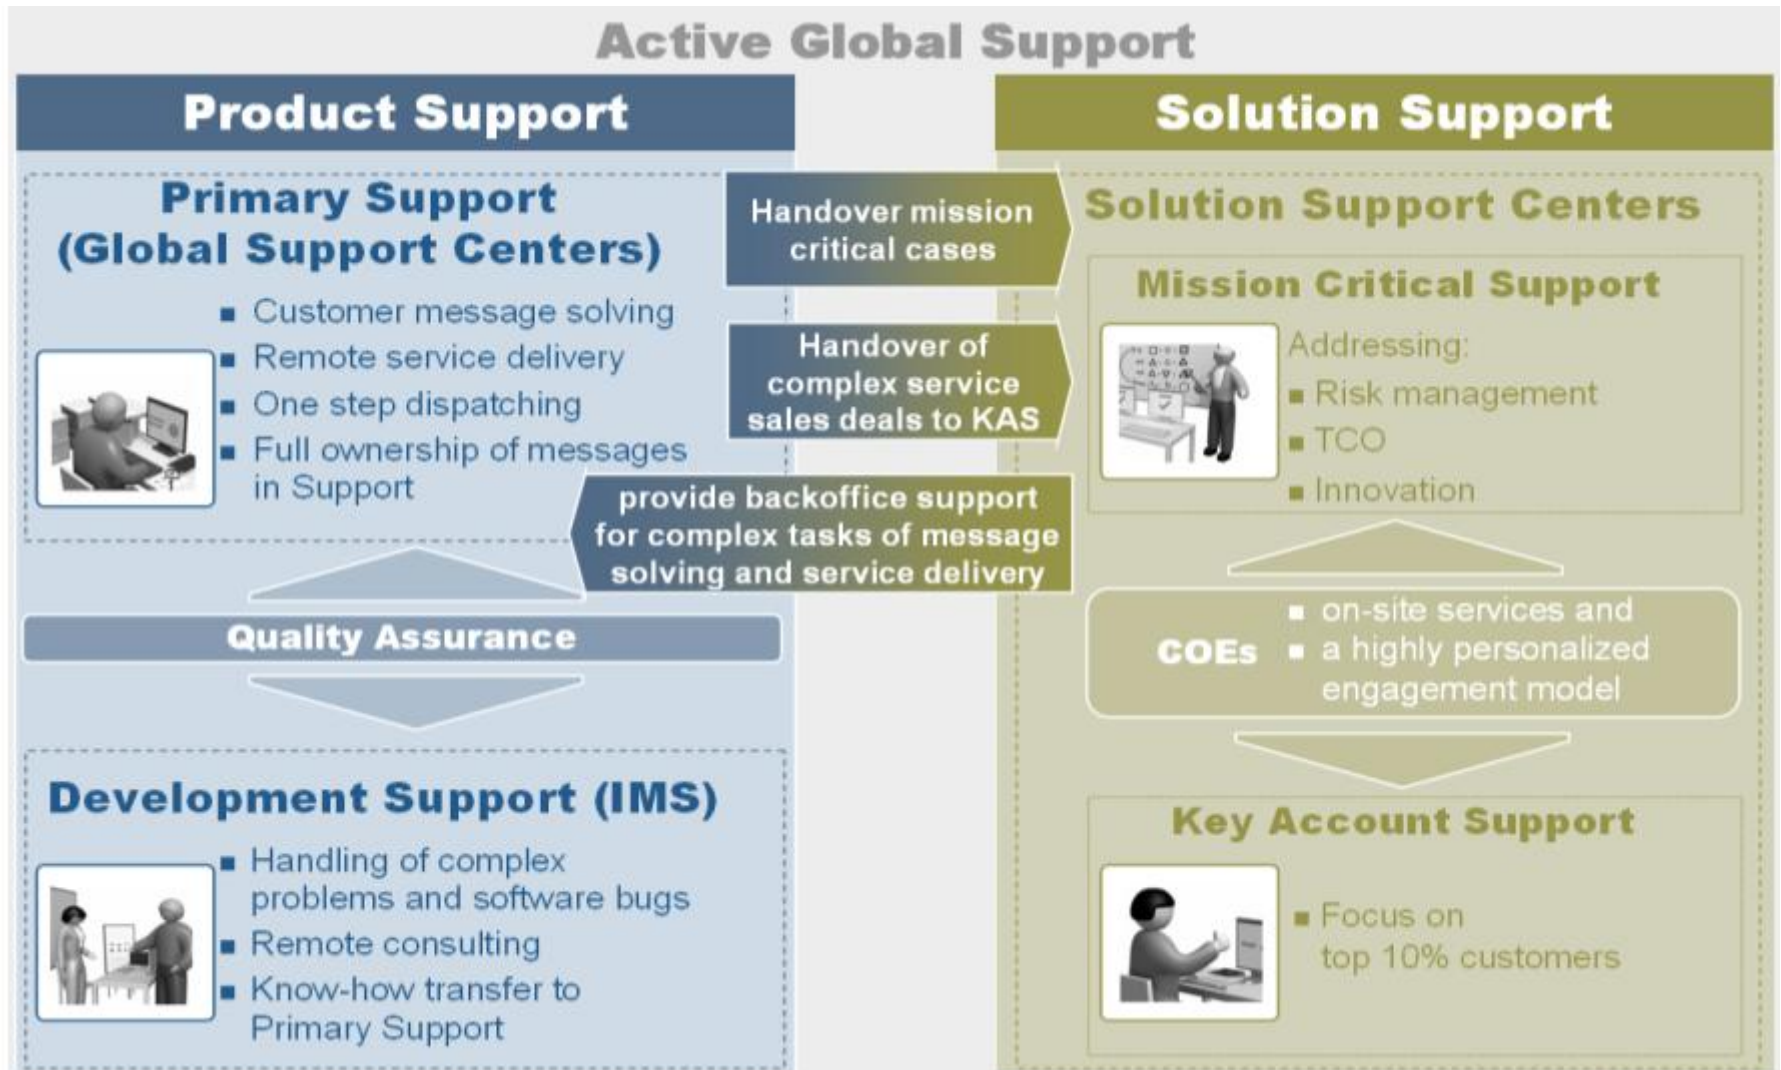 Active Global Support
Product Support
Primary Support
(Global Support Centers)
▪ Customer message solving
▪ Remote service delivery
▪ One step dispatching
▪ Full ownership of messages
in Support
Quality Assurance
Development Support (IMS)
▪ Handling of complex
problems and software bugs
▪ Remote consulting
▪ Know-how transfer to
Primary Support
Handover mission
critical cases
Handover of
complex service
sales deals to KAS
provide backoffice support
for complex tasks of message
solving and service delivery
Solution Support
Solution Support Centers
Mission Critical Support
Addressing:
▪ Risk management
▪ TCO
▪ Innovation
COEs
▪ on-site services and
▪ a highly personalized
engagement model
Key Account Support
▪ Focus on
top 10% customers